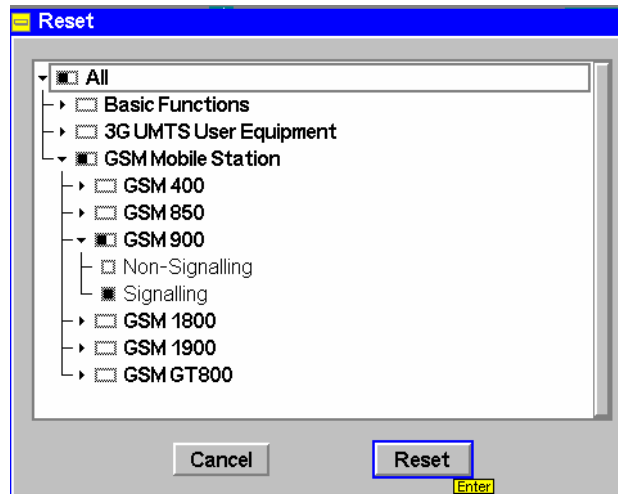 Reset
All
Basic Functions
3G UMTS User Equipment
GSM Mobile Station
GSM 400
GSM 850
GSM 900
Non-Signalling
Signalling
GSM 1800
GSM 1900
GSM GT800
Cancel
Reset
Enter